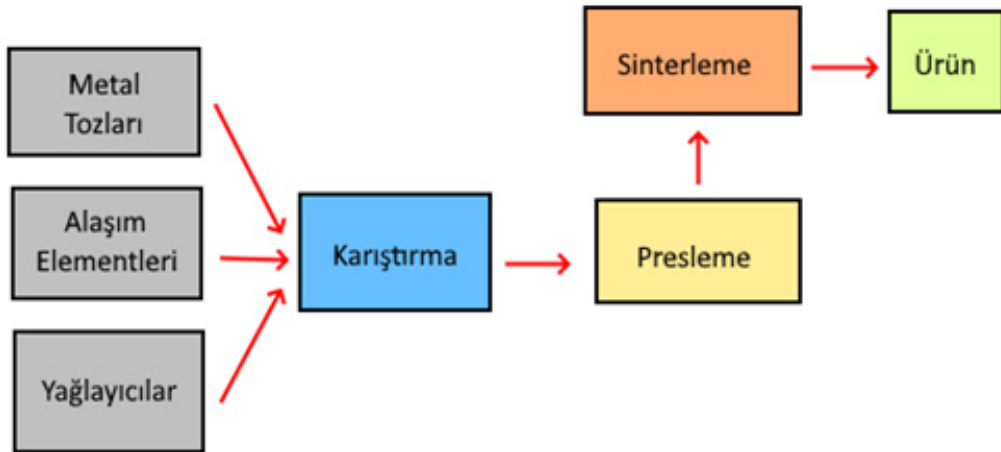 Metal
Tozları
Alaşım
Elementleri
Yağlayıcılar
Karıştırma
Presleme
Sinterleme
Ürün